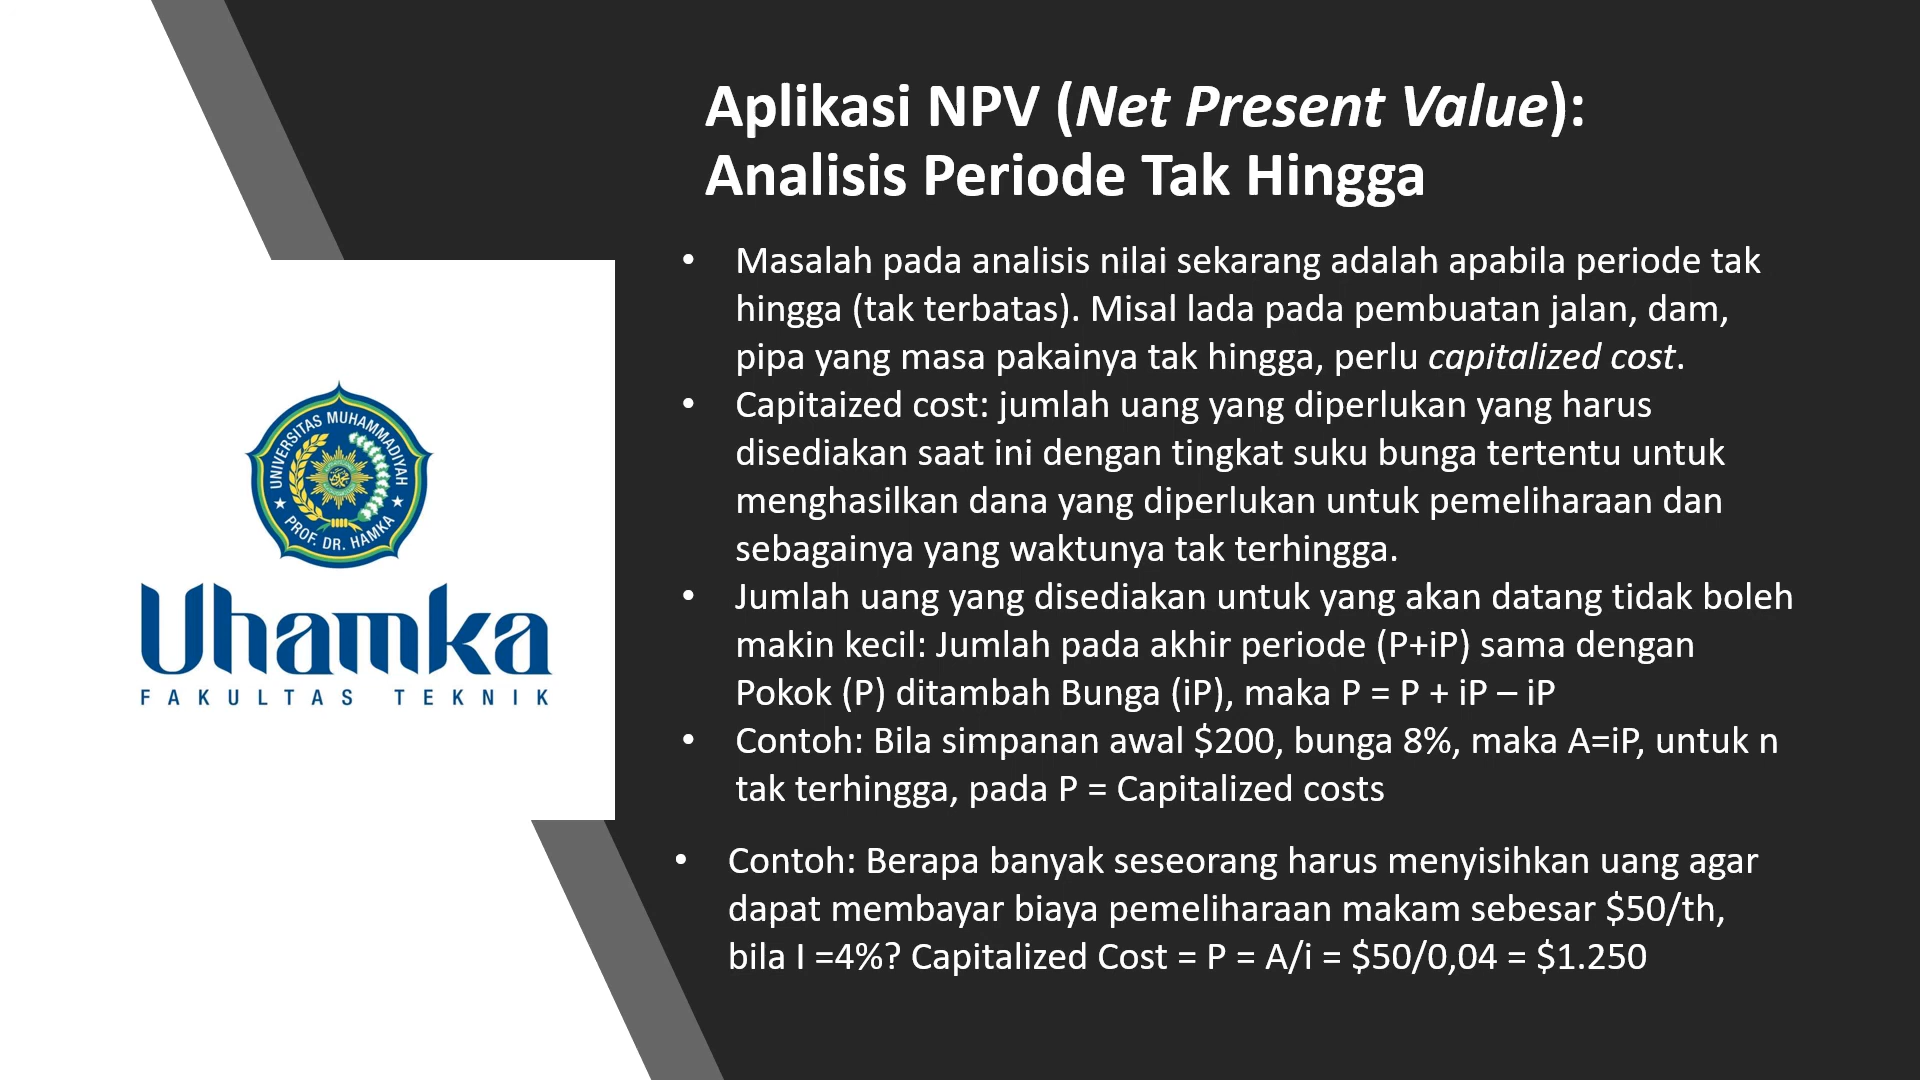 Aplikasi NPV (Net Present Value):
Analisis Periode Tak Hingga
• Masalah pada analisis nilai sekarang adalah apabila periode tak
hingga (tak terbatas). Misal lada pada pembuatan jalan, dam,
pipa yang masa pakainya tak hingga, perlu capitalized cost.
• Capitaized cost: jumlah uang yang diperlukan yang harus
disediakan saat ini dengan tingkat suku bunga tertentu untuk
menghasilkan dana yang diperlukan untuk pemeliharaan dan
sebagainya yang waktunya tak terhingga.
• Jumlah uang yang disediakan untuk yang akan datang tidak boleh
makin kecil: Jumlah pada akhir periode (P+iP) sama dengan
Pokok (P) ditambah Bunga (iP), maka P = P + iP – iP
• Contoh: Bila simpanan awal $200, bunga 8%, maka A=iP, untuk n
tak terhingga, pada P = Capitalized costs
• Contoh: Berapa banyak seseorang harus menyisihkan uang agar
dapat membayar biaya pemeliharaan makam sebesar $50/th,
bila I =4%? Capitalized Cost = P = A/i = $50/0,04 = $1.250
UNIVERSITAS MUHAMMADIYAH
PROF. DR. HAMKA
Uhamka
FAKULTAS TEKNIK